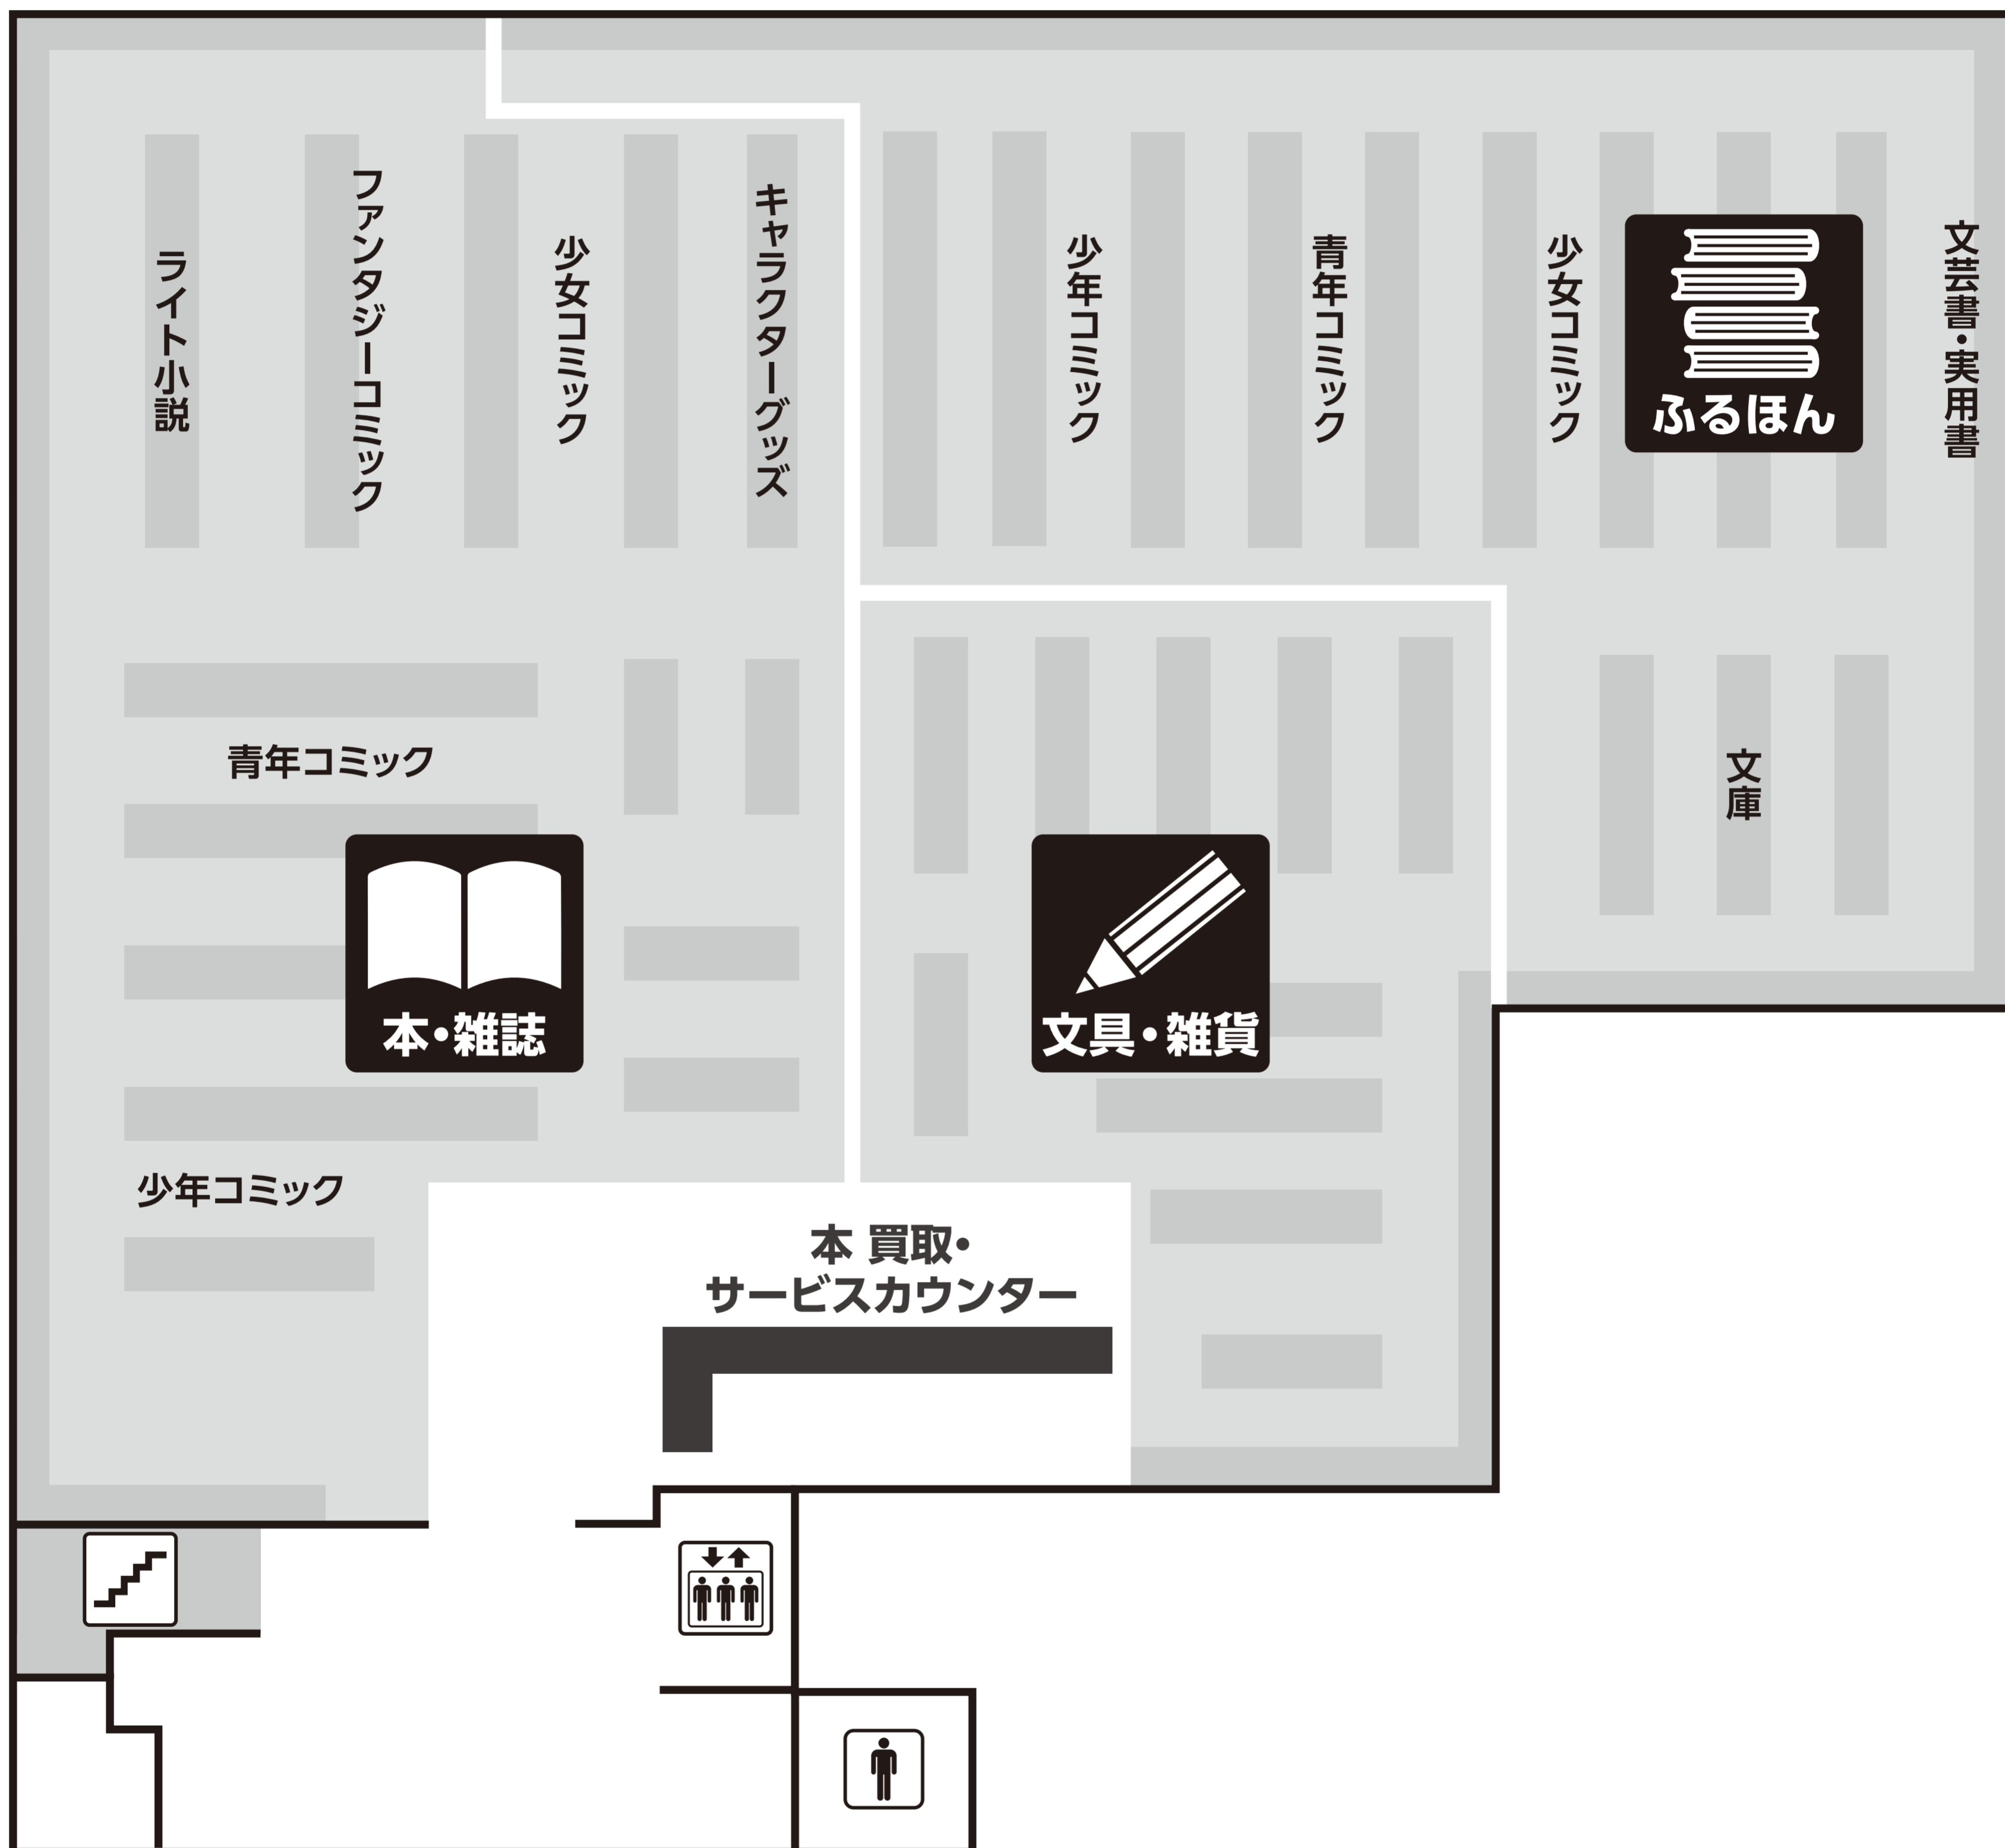 ライト小説
ファンタジーコミック
少女コミック
キャラクターグッズ
少年コミック
青年コミック
少女コミック
ふるほん
文芸書・実用書
青年コミック
文庫
本・雑誌
文具・雑貨
少年コミック
本 買取・
サービスカウンター